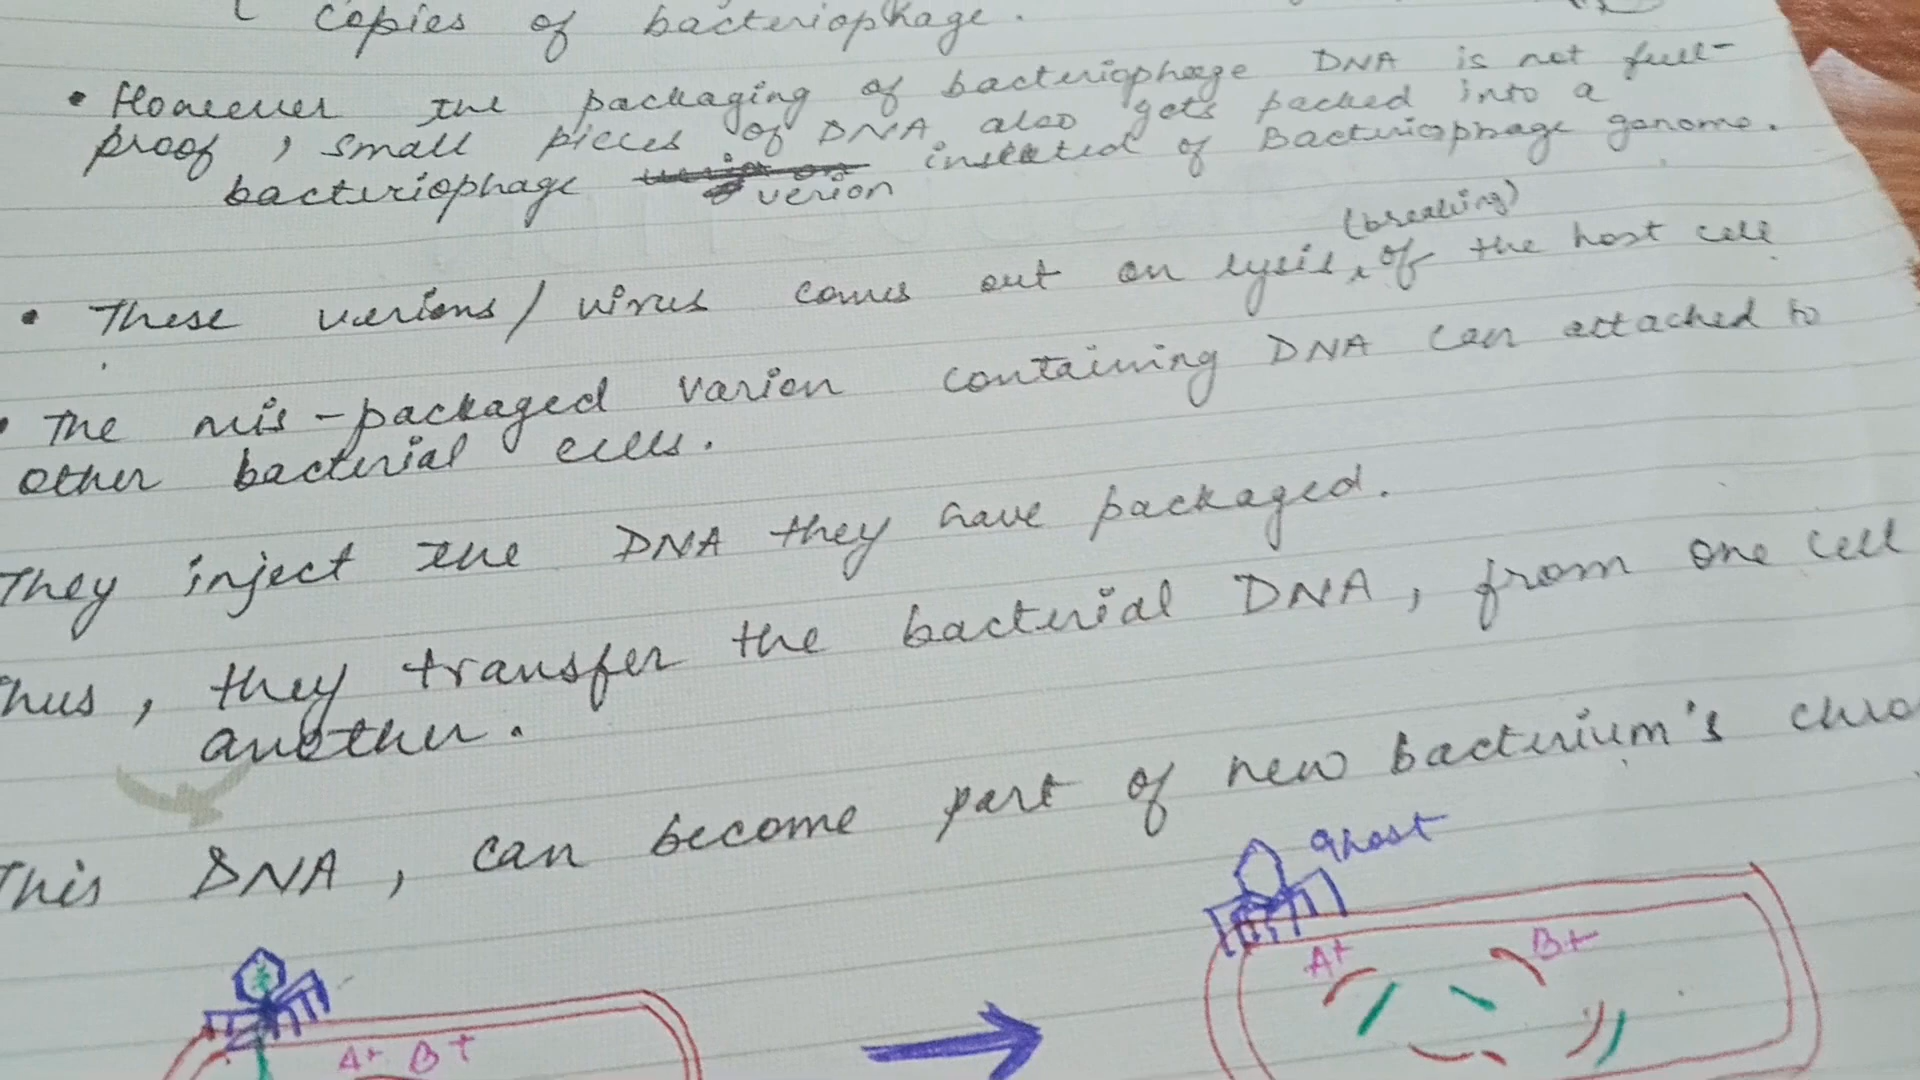 copies of bacteriophage.
• However the packaging of bacteriophage DNA is not full-
proof, small pieces of DNA also gets packed into a
bacteriophage verion instated of Bacteriophage genome.
(breaking)
• These verions/virus comes out on lysis of the host cell
• The mis-packaged varion containing DNA can attached to
other bacterial cells.
They inject the DNA they have packaged.
hus, they transfer the bacterial DNA, from one cell
another.
This DNA, can become part of new bacterium's chro
Ghost
A+ B+
A+ B+